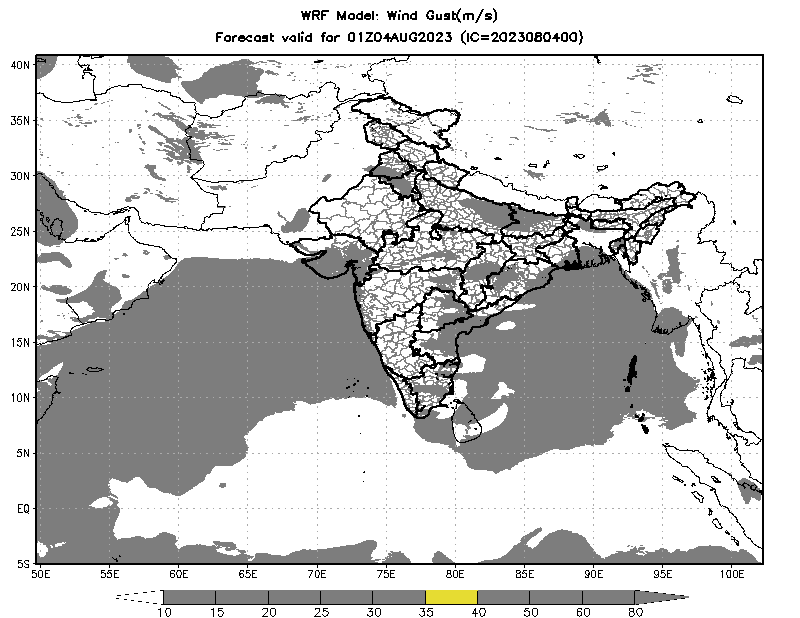 WRF Model: Wind Gust(m/s)
Forecast valid for 01Z04AUG2023 (IC=2023080400)
40N
35N
30N
25N
20N
15N
10N
5N
EQ
5S
50E 55E 60E 65E 70E 75E 80E 85E 90E 95E 100E
10 15 20 25 30 35 40 50 60 80